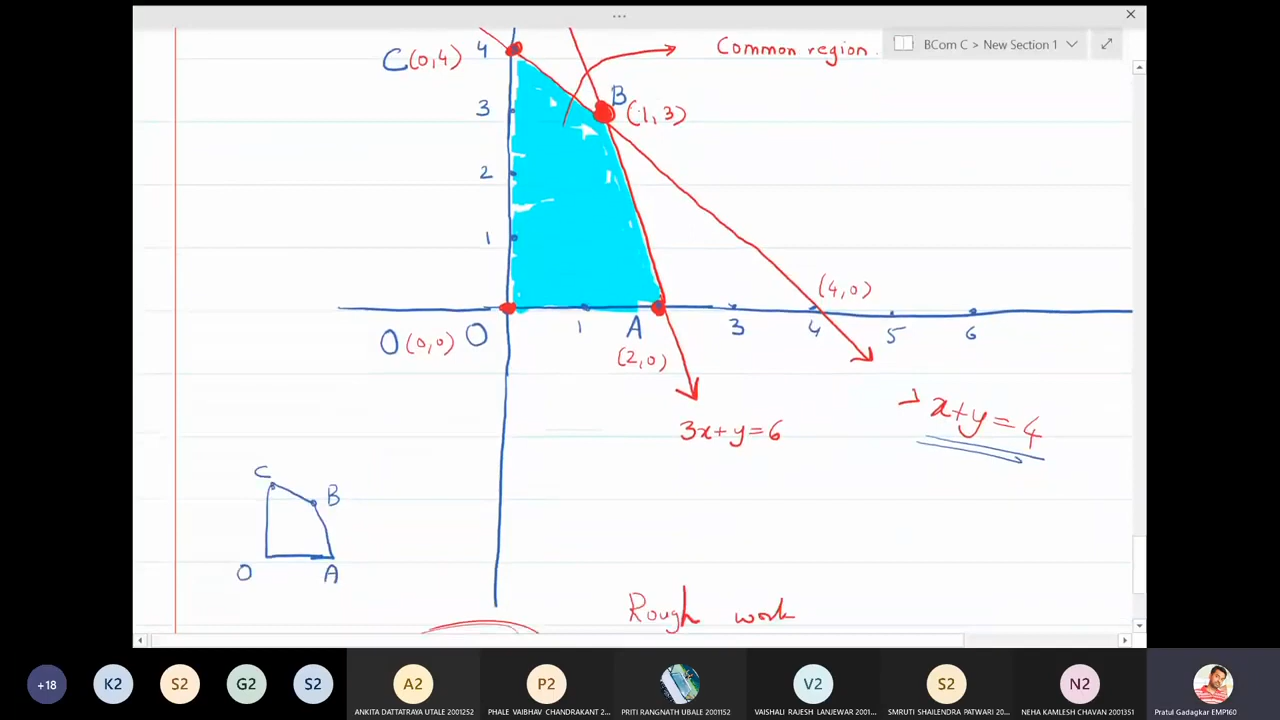 BCom C > New Section 1
Common region
C(0,4) 4
B
(1,3)
3
2
1
(4,0)
O(0,0) O 1 A 3 4 5 6
(2,0)
→ x+y=4
3x+y=6
C
B
O A
Rough work
+18 K2 S2 G2 S2 A2 P2 V2 S2 N2
ANKITA DATTATRAYA UTALE 2001252
PHALE VAIBHAV CHANDRAKANT 2...
PRITI RANGNATH UBALE 2001152
VAISHALI RAJESH LANJEWAR 2001...
SMRUTI SHAILENDRA PATWARI 20...
NEHA KAMLESH CHAVAN 2001351
Pratul Gadagkar EMP160